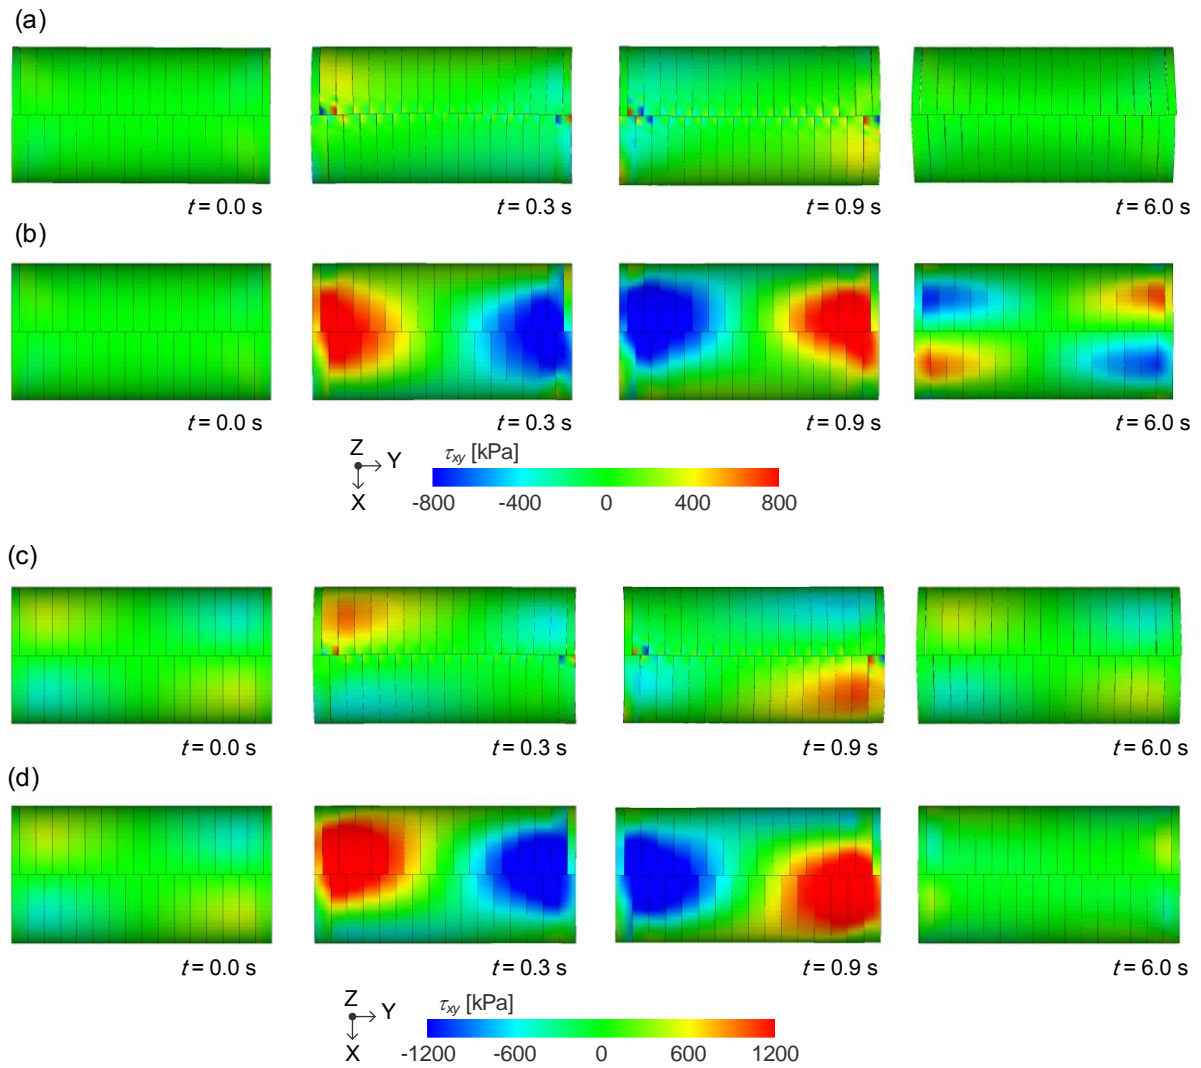 (a)
t = 0.0 s
t = 0.3 s
t = 0.9 s
t = 6.0 s
(b)
t = 0.0 s
t = 0.3 s
t = 0.9 s
t = 6.0 s
Z
Y
X
τxy [kPa]
-800 -400 0 400 800
(c)
t = 0.0 s
t = 0.3 s
t = 0.9 s
t = 6.0 s
(d)
t = 0.0 s
t = 0.3 s
t = 0.9 s
t = 6.0 s
Z
Y
X
τxy [kPa]
-1200 -600 0 600 1200